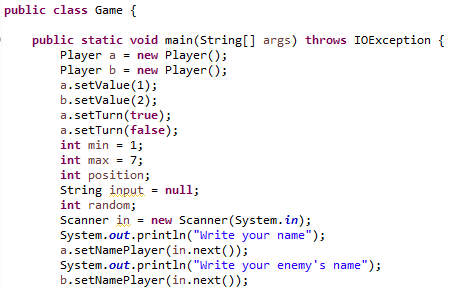 public class Game {
public static void main(String[] args) throws IOException {
Player a = new Player();
Player b = new Player();
a.setValue(1);
b.setValue(2);
a.setTurn(true);
a.setTurn(false);
int min = 1;
int max = 7;
int position;
String input = null;
int random;
Scanner in = new Scanner(System.in);
System.out.println("Write your name");
a.setNamePlayer(in.next());
System.out.println("Write your enemy's name");
b.setNamePlayer(in.next());